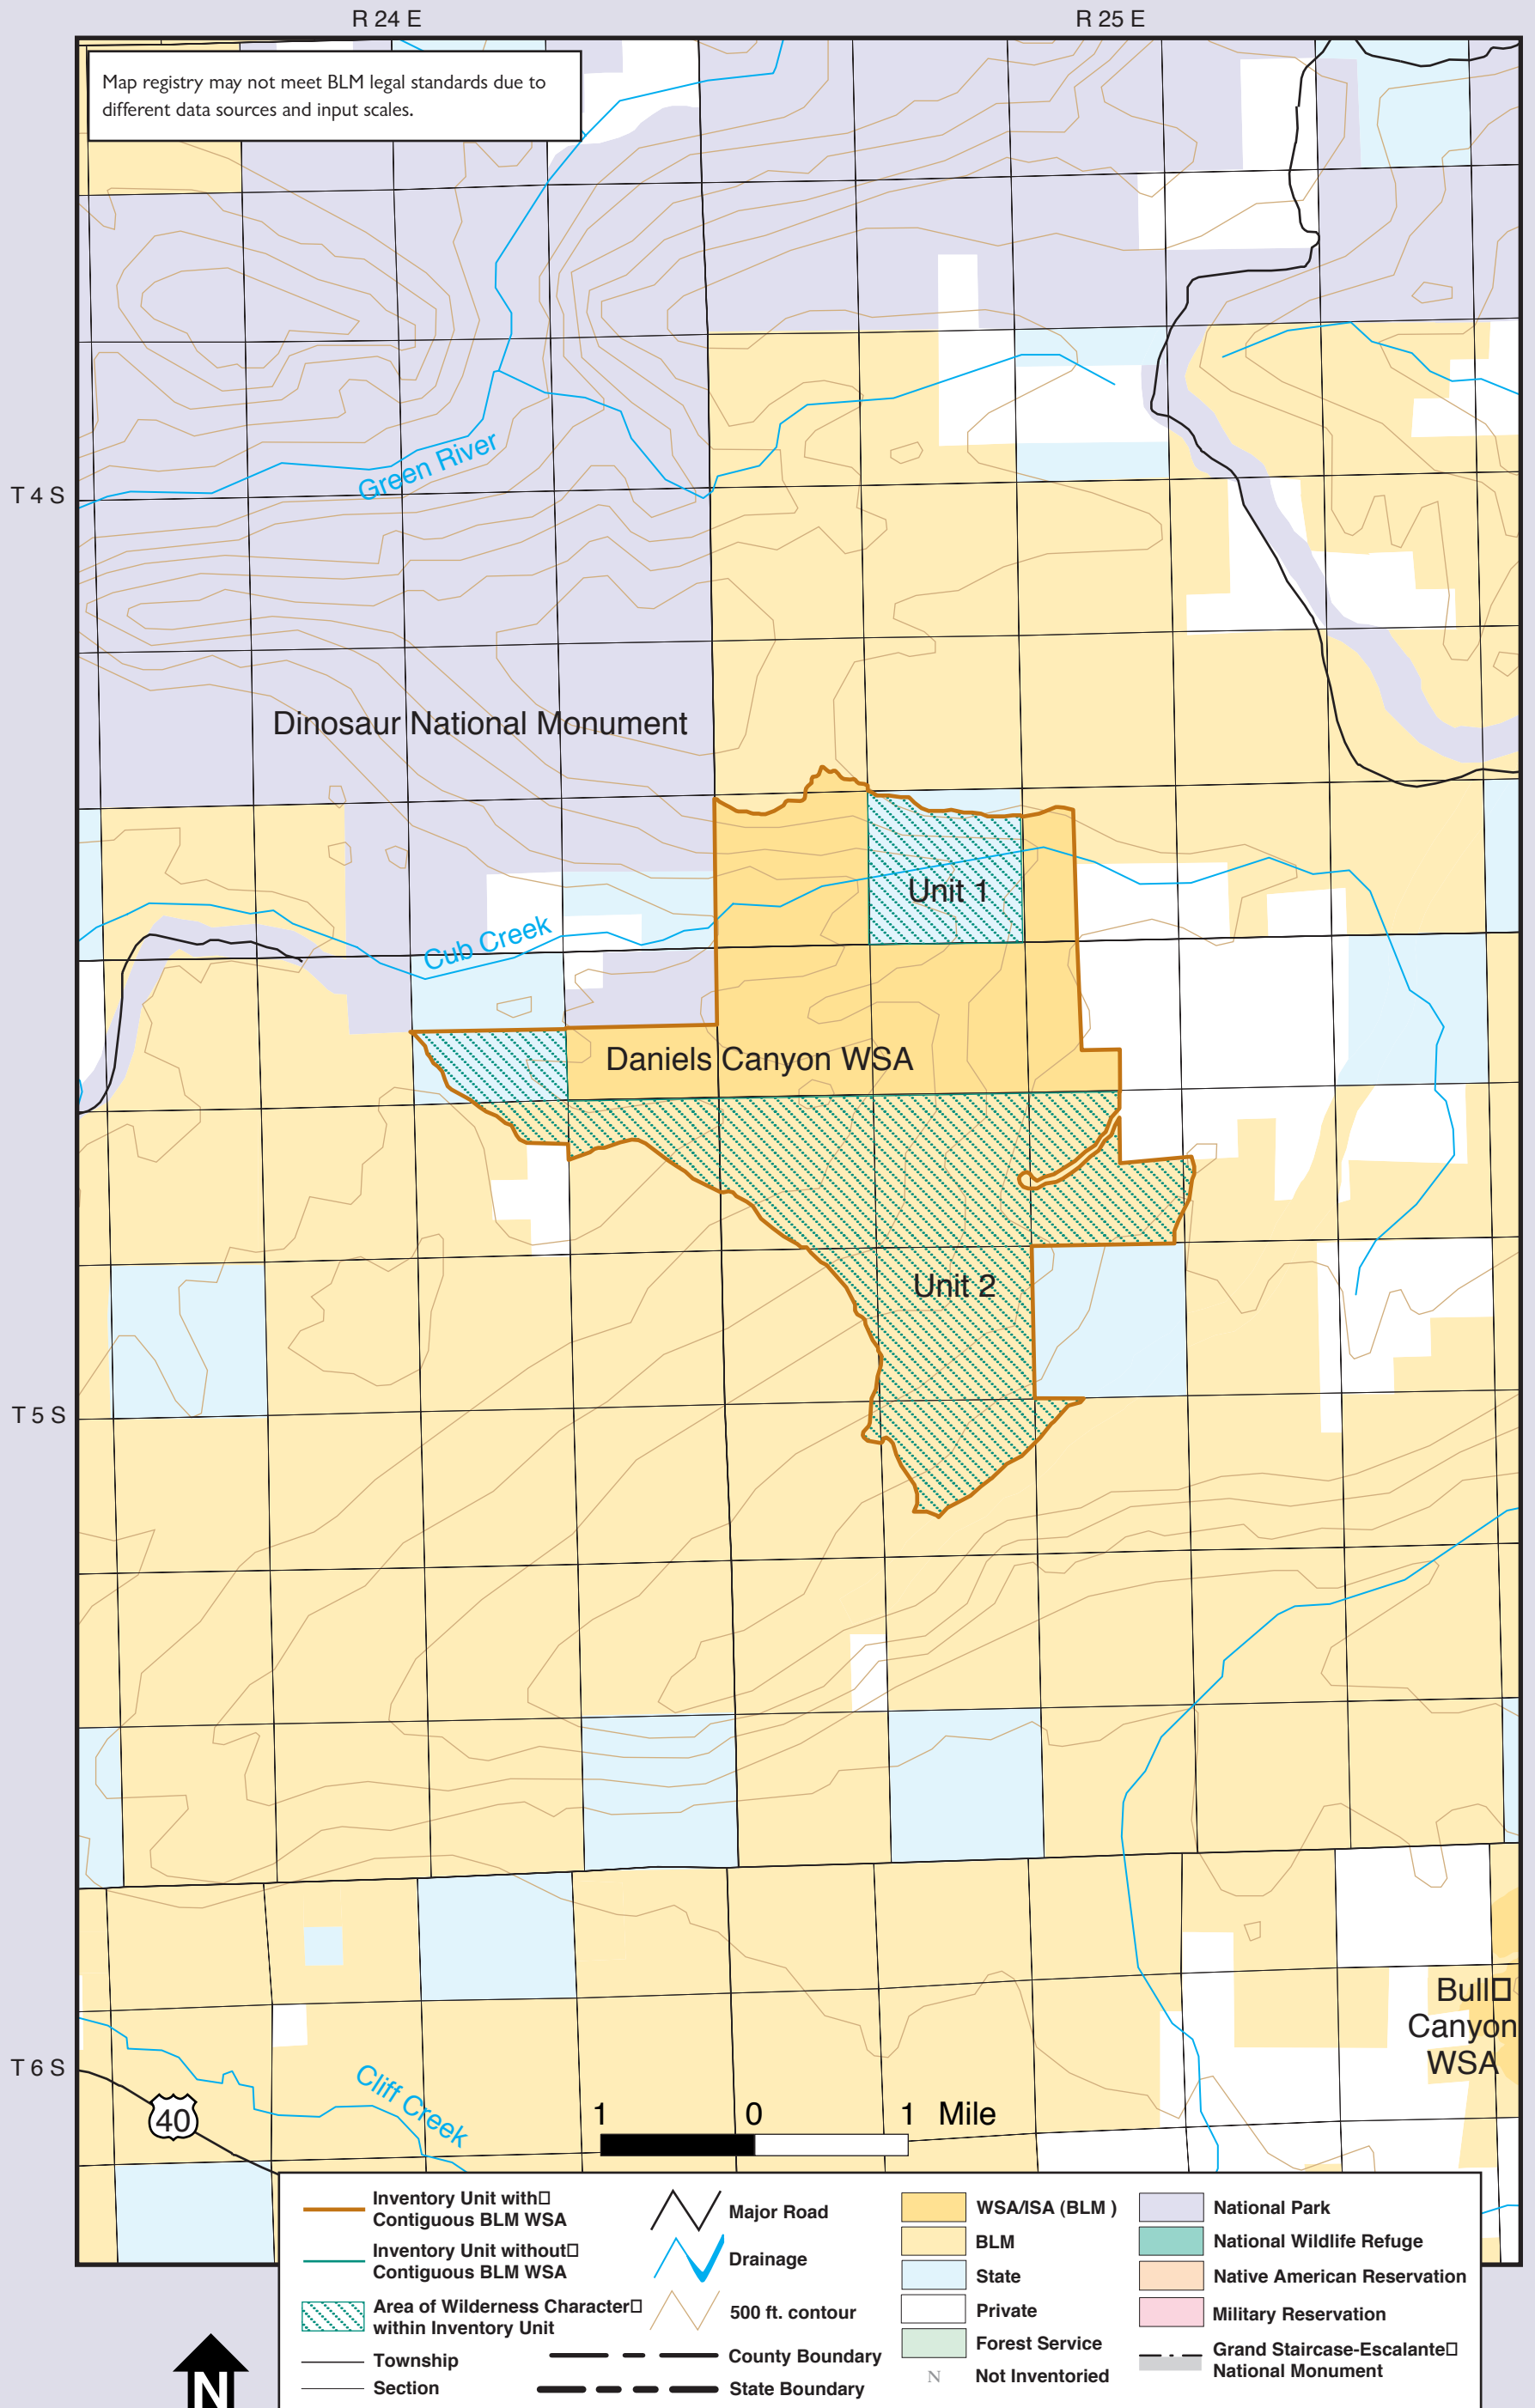 R 24 E
R 25 E
Map registry may not meet BLM legal standards due to
different data sources and input scales.
Green River
T 4 S
Dinosaur National Monument
Unit 1
Cub Creek
Daniels Canyon WSA
Unit 2
T 5 S
Bull□
Canyon
WSA
T 6 S
40
Cliff Creek
1 0 1 Mile
Inventory Unit with□
Contiguous BLM WSA
Inventory Unit without□
Contiguous BLM WSA
Area of Wilderness Character□
within Inventory Unit
Township
Section
Major Road
Drainage
500 ft. contour
County Boundary
State Boundary
WSA/ISA (BLM )
BLM
State
Private
Forest Service
N Not Inventoried
National Park
National Wildlife Refuge
Native American Reservation
Military Reservation
Grand Staircase-Escalante□
National Monument
N